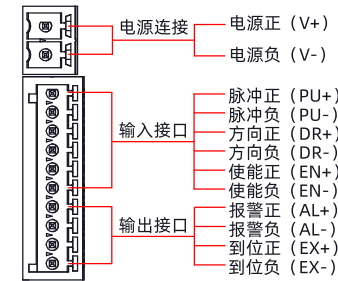 电源连接
电源正（V+）
电源负（V-）
输入接口
脉冲正（PU+）
脉冲负（PU-）
方向正（DR+）
方向负（DR-）
使能正（EN+）
使能负（EN-）
输出接口
报警正（AL+）
报警负（AL-）
到位正（EX+）
到位负（EX-）